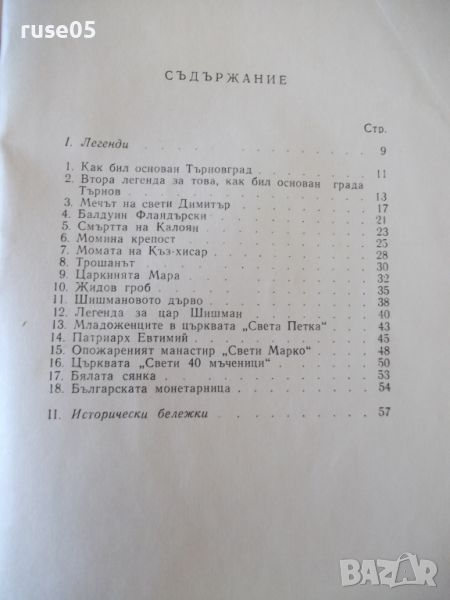 ruse05
СЪДЪРЖАНИЕ
Стр.
I. Легенди 9
1. Как бил основан Търновград 11
2. Втора легенда за това, как бил основан града
Търнов 13
3. Мечът на свети Димитър 17
4. Балдуин Фландърски 21
5. Смъртта на Калоян 23
6. Момина крепост 25
7. Момата на Къз-хисар 28
8. Трошанът 30
9. Царкинята Мара 32
10. Жидов гроб 35
11. Шишмановото дърво 38
12. Легенда за цар Шишман 40
13. Младоженците в църквата „Света Петка“ 43
14. Патриарх Евтимий 45
15. Опожареният манастир „Свети Марко“ 48
16. Църквата „Свети 40 мъченици“ 50
17. Бялата сянка 53
18. Българската монетарница 54
II. Исторически бележки 57
bazar